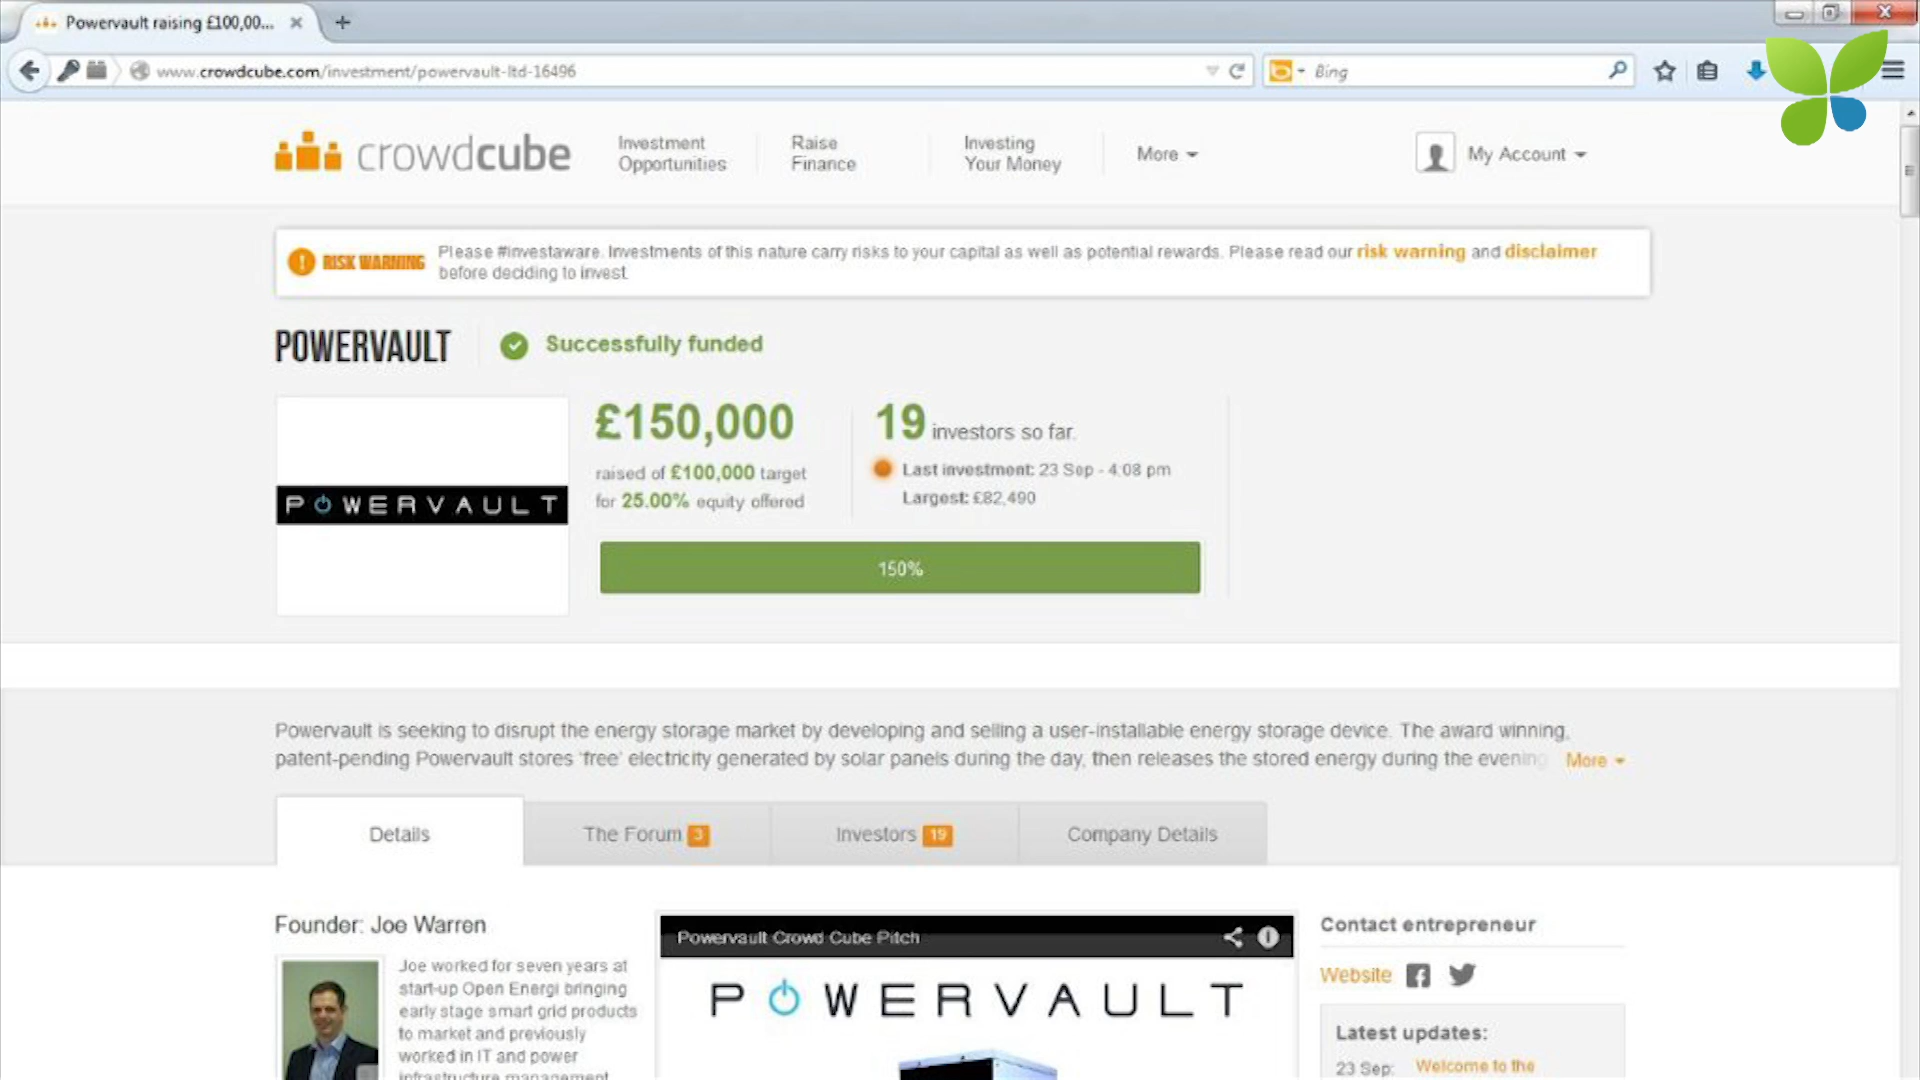 Powervault raising £100,00...
www.crowdcube.com/investment/powervault-ltd-16496
Bing
crowdcube
Investment
Opportunities
Raise
Finance
Investing
Your Money
More
My Account
RISK WARNING
Please #investaware. Investments of this nature carry risks to your capital as well as potential rewards. Please read our risk warning and disclaimer
before deciding to invest.
POWERVAULT
Successfully funded
POWERVAULT
£150,000
raised of £100,000 target
for 25.00% equity offered
19 investors so far.
Last investment: 23 Sep - 4:08 pm
Largest: £82,490
150%
Powervault is seeking to disrupt the energy storage market by developing and selling a user-installable energy storage device. The award winning,
patent-pending Powervault stores 'free' electricity generated by solar panels during the day, then releases the stored energy during the evening
More
Details
The Forum 3
Investors 19
Company Details
Founder: Joe Warren
Joe worked for seven years at
start-up Open Energi bringing
early stage smart grid products
to market and previously
worked in IT and power
infrastructure management
Powervault Crowd Cube Pitch
POWERVAULT
Contact entrepreneur
Website
Latest updates:
23 Sep: Welcome to the